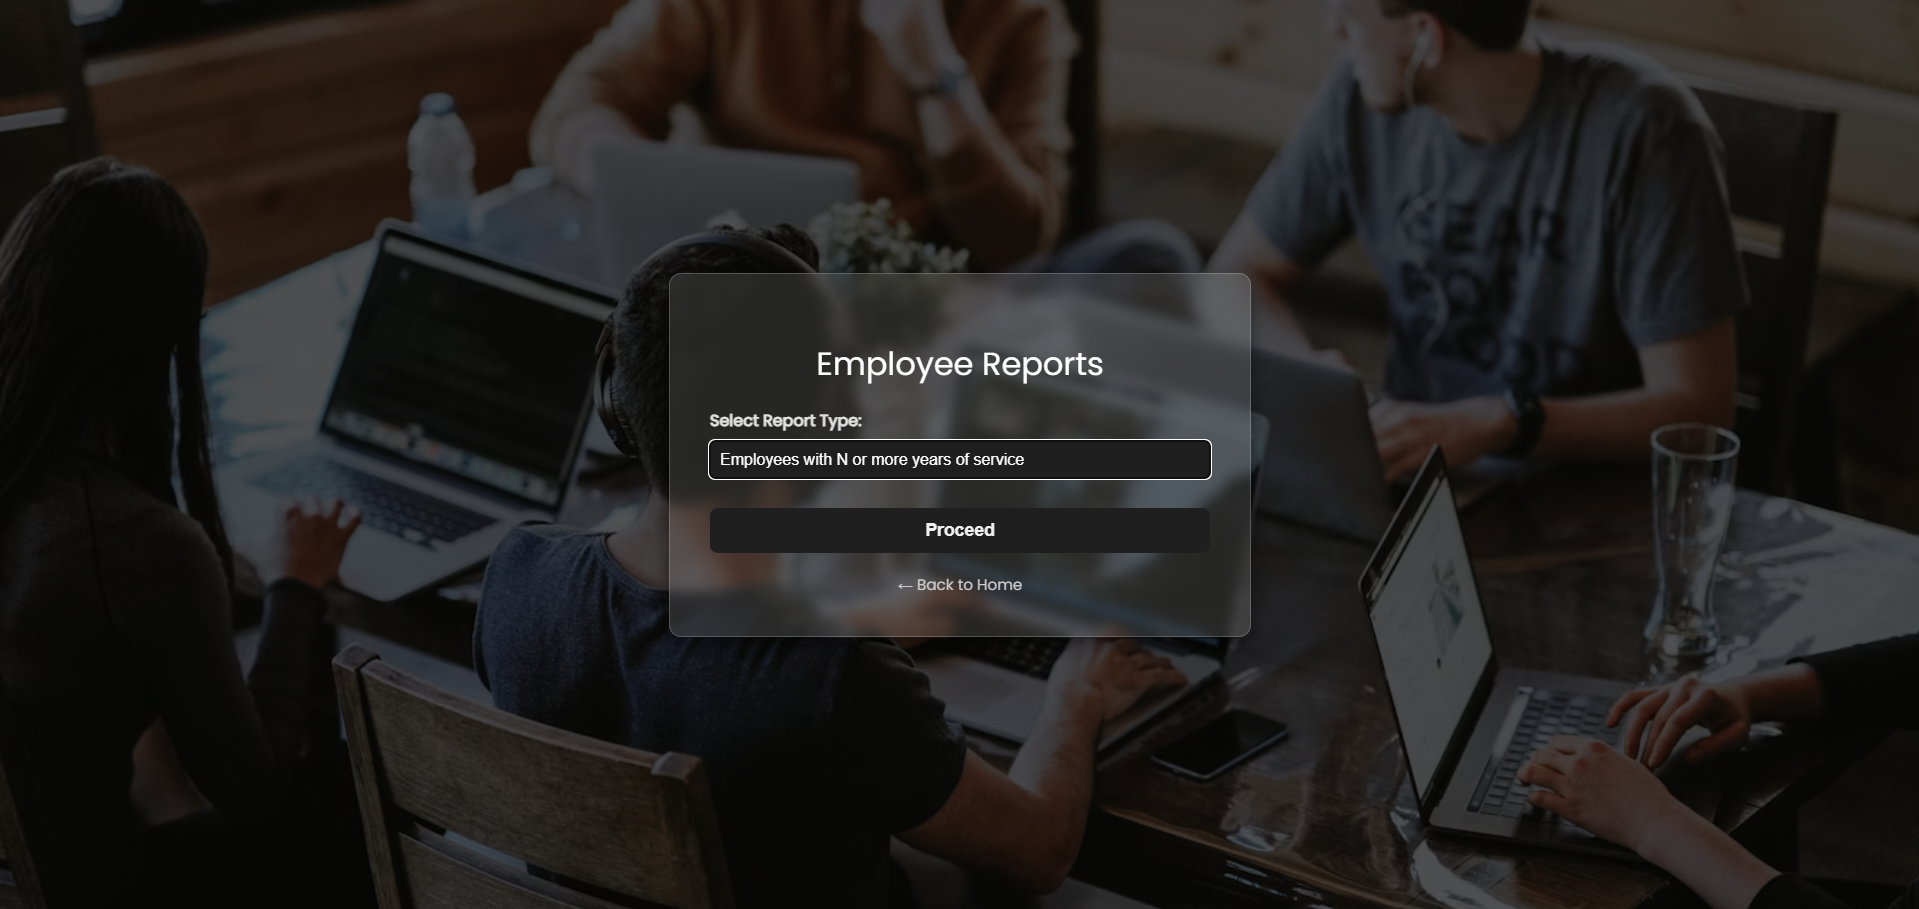 Employee Reports
Select Report Type:
Employees with N or more years of service
Proceed
← Back to Home